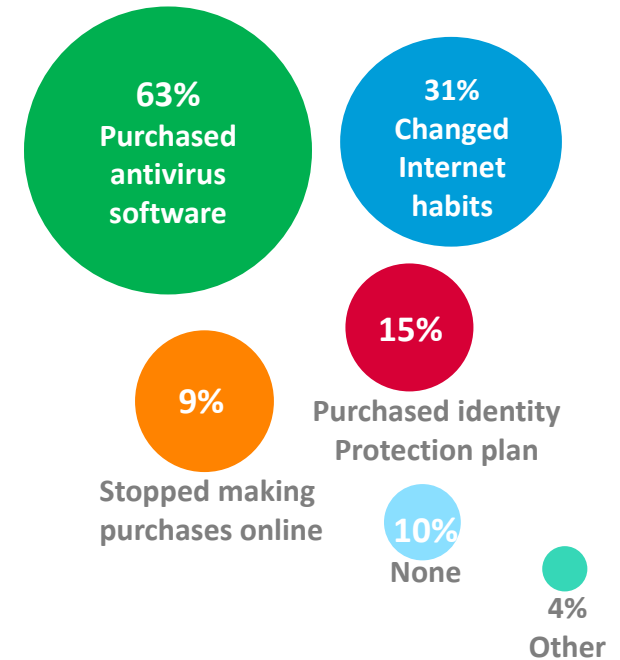 63%
Purchased
antivirus
software
31%
Changed
Internet
habits
15%
Purchased identity
Protection plan
9%
Stopped making
purchases online
10%
None
4%
Other